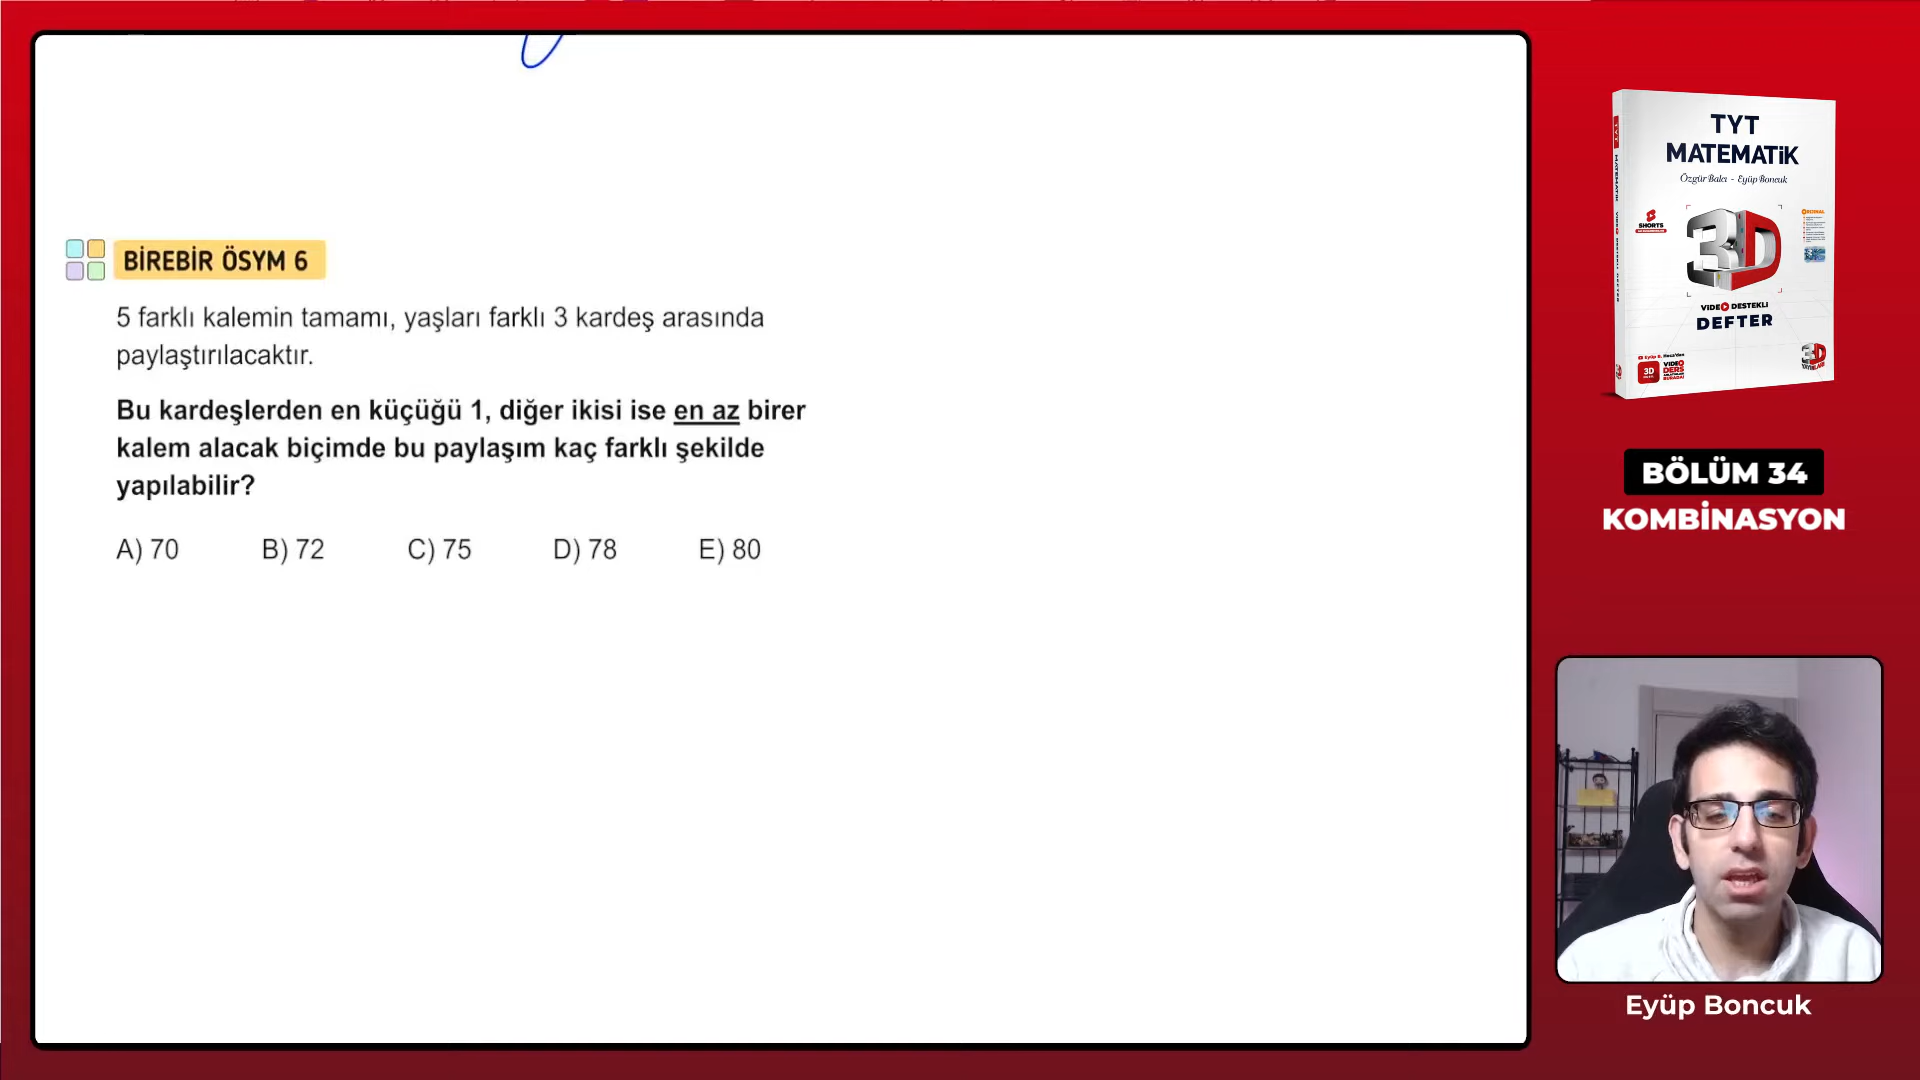 BİREBİR ÖSYM 6
5 farklı kalemin tamamı, yaşları farklı 3 kardeş arasında
paylaştırılacaktır.
Bu kardeşlerden en küçüğü 1, diğer ikisi ise en az birer
kalem alacak biçimde bu paylaşım kaç farklı şekilde
yapılabilir?
A) 70 B) 72 C) 75 D) 78 E) 80
TYT
MATEMATİK
Özgür Balcı - Eyüp Boncuk
SHORTS
3D
VIDEO DESTEKLI
DEFTER
BÖLÜM 34
KOMBİNASYON
Eyüp Boncuk